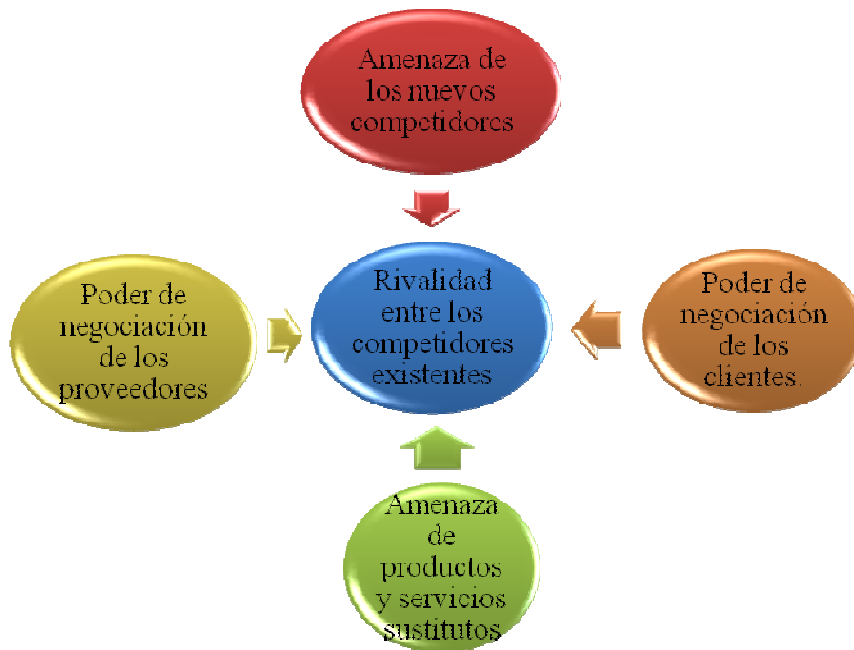 Amenaza de
los nuevos
competidores
Poder de
negociación
de los
proveedores
Rivalidad
entre los
competidores
existentes
Poder de
negociación
de los
clientes.
Amenaza
de
productos
y servicios
sustitutos